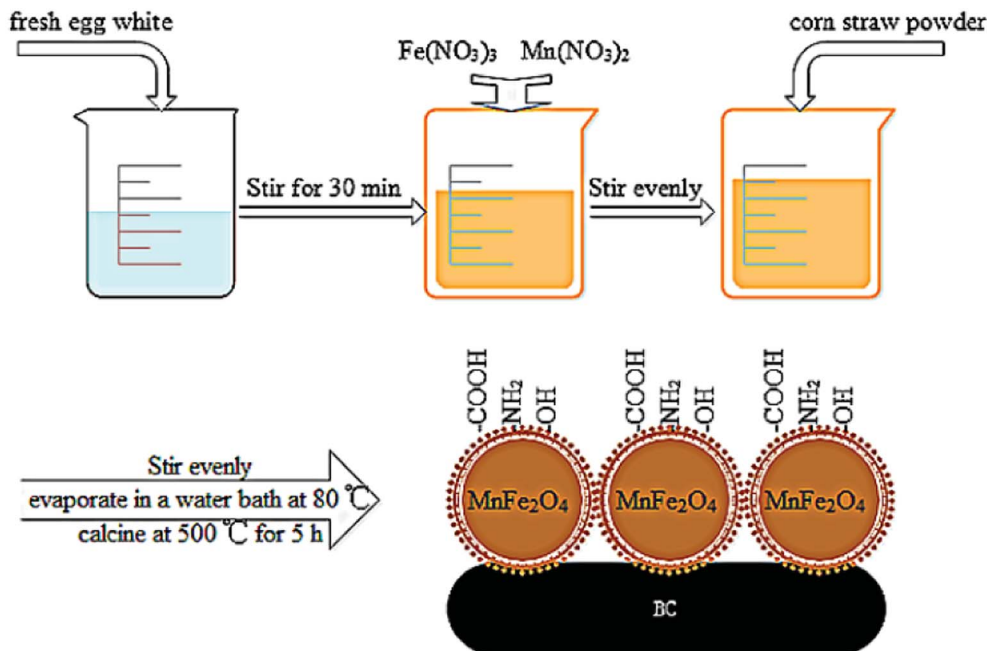 fresh egg white
Fe(NO₃)₃ Mn(NO₃)₂
corn straw powder
Stir for 30 min
Stir evenly
Stir evenly
evaporate in a water bath at 80 ℃
calcine at 500 ℃ for 5 h
-COOH -NH₂ -OH -COOH -NH₂ -OH -COOH -NH₂ -OH
MnFe₂O₄ MnFe₂O₄ MnFe₂O₄
BC